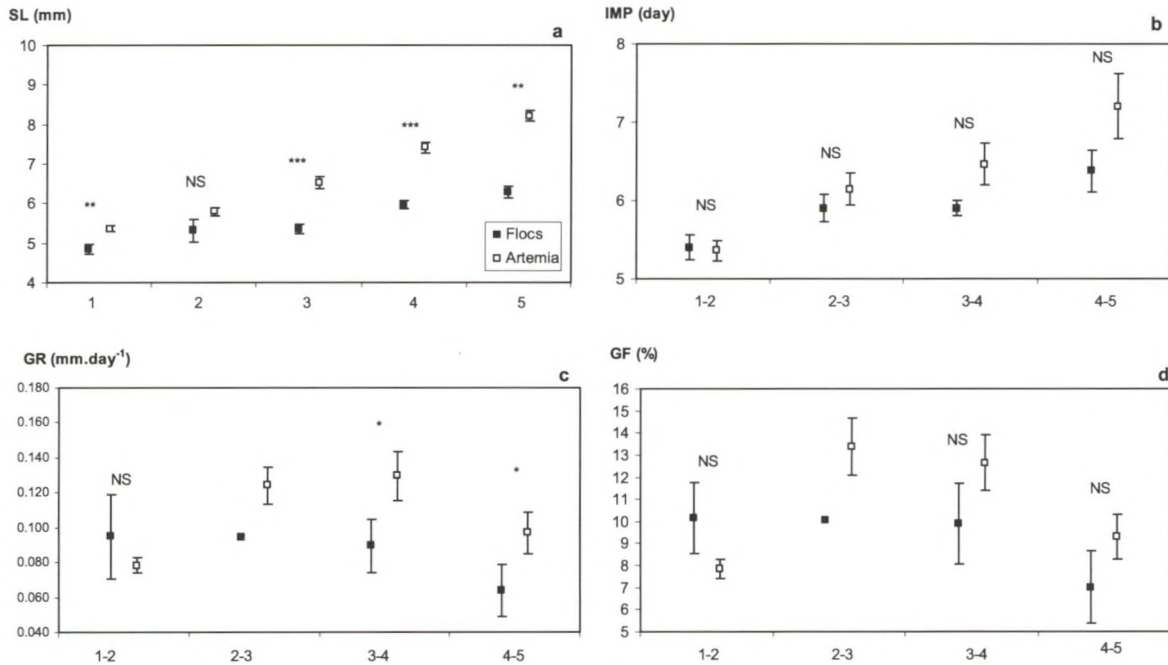 SL (mm)
a
10
9
8
7
6
5
4
**
NS
***
***
**
Flocs
Artemia
1 2 3 4 5
IMP (day)
b
8
7
6
5
NS
NS
NS
NS
1-2 2-3 3-4 4-5
GR (mm.day⁻¹)
c
0.180
0.160
0.140
0.120
0.100
0.080
0.060
0.040
NS
*
*
1-2 2-3 3-4 4-5
GF (%)
d
16
15
14
13
12
11
10
9
8
7
6
5
NS
NS
NS
1-2 2-3 3-4 4-5